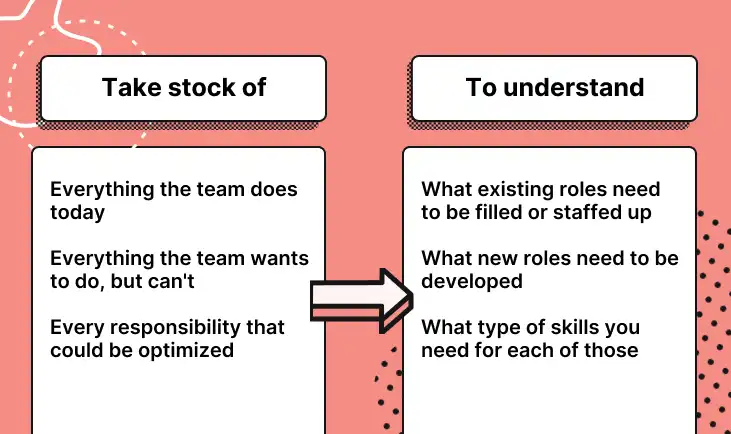 Take stock of
Everything the team does
today
Everything the team wants
to do, but can't
Every responsibility that
could be optimized
To understand
What existing roles need
to be filled or staffed up
What new roles need to be
developed
What type of skills you
need for each of those